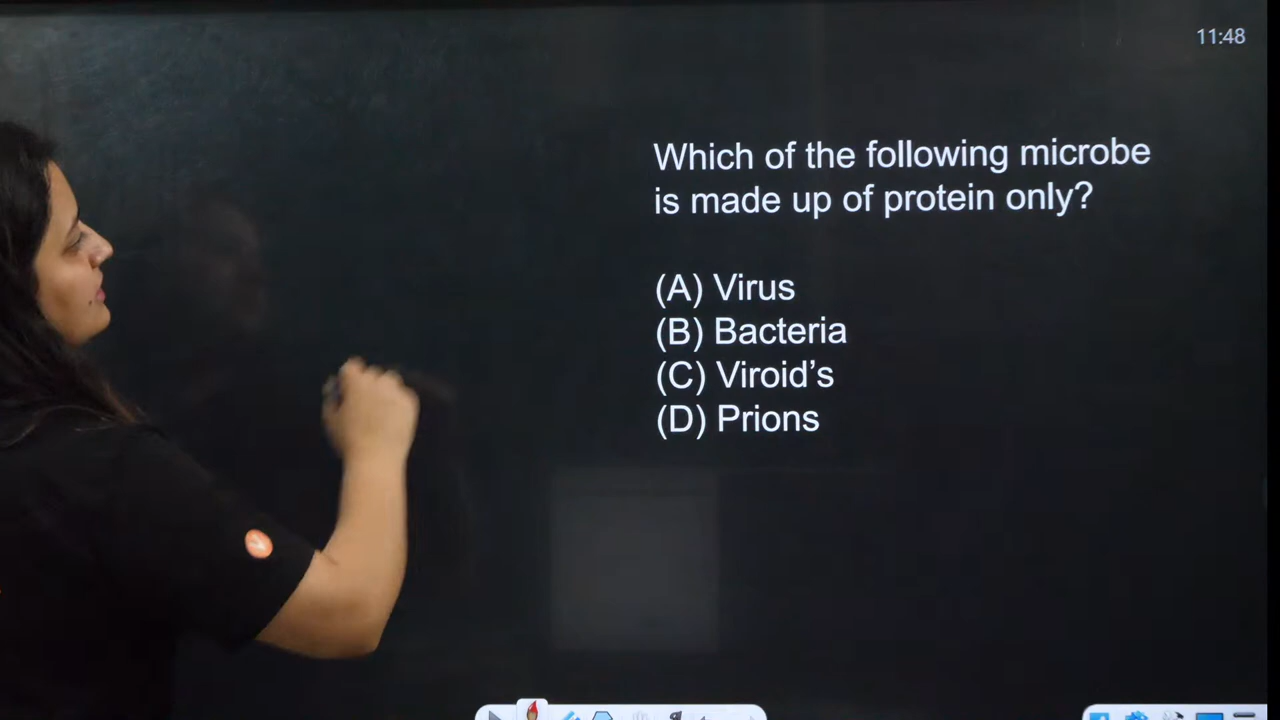 11:48
Which of the following microbe
is made up of protein only?
(A) Virus
(B) Bacteria
(C) Viroid’s
(D) Prions